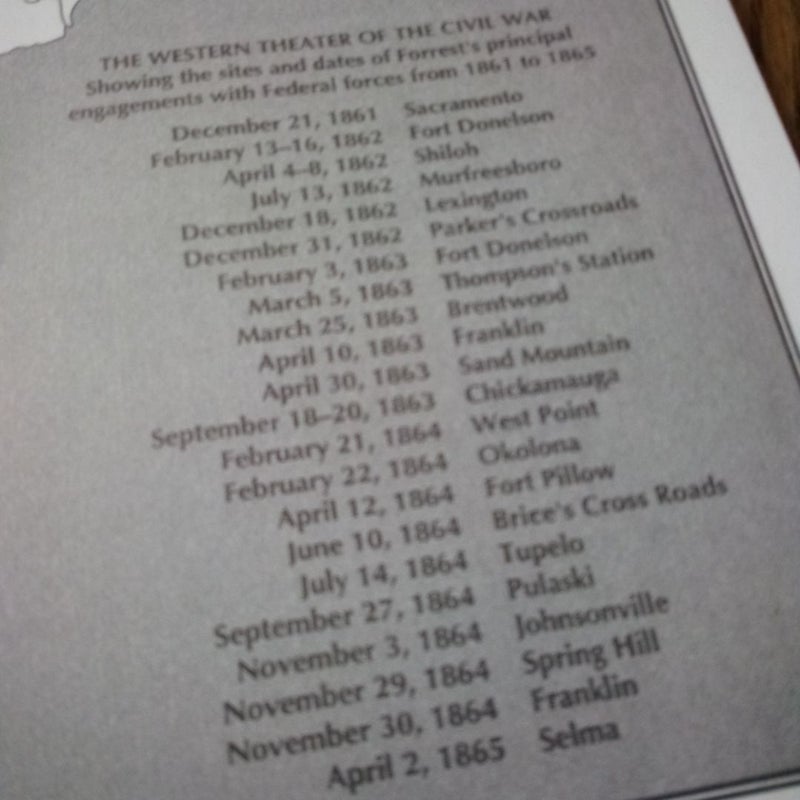 THE WESTERN THEATER OF THE CIVIL WAR
Showing the sites and dates of Forrest's principal
engagements with Federal forces from 1861 to 1865
December 21, 1861 Sacramento
February 13–16, 1862 Fort Donelson
April 4–8, 1862 Shiloh
July 13, 1862 Murfreesboro
December 18, 1862 Lexington
December 31, 1862 Parker's Crossroads
February 3, 1863 Fort Donelson
March 5, 1863 Thompson's Station
March 25, 1863 Brentwood
April 10, 1863 Franklin
April 30, 1863 Sand Mountain
September 18–20, 1863 Chickamauga
February 21, 1864 West Point
February 22, 1864 Okolona
April 12, 1864 Fort Pillow
June 10, 1864 Brice's Cross Roads
July 14, 1864 Tupelo
September 27, 1864 Pulaski
November 3, 1864 Johnsonville
November 29, 1864 Spring Hill
November 30, 1864 Franklin
April 2, 1865 Selma